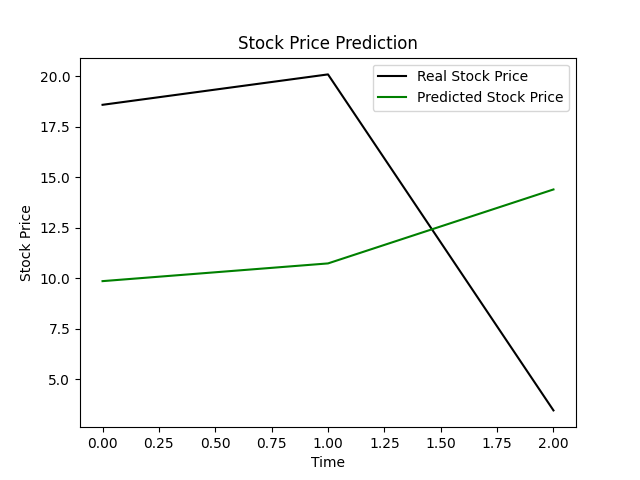 Stock Price Prediction
Real Stock Price
Predicted Stock Price
Stock Price
20.0
17.5
15.0
12.5
10.0
7.5
5.0
0.00 0.25 0.50 0.75 1.00 1.25 1.50 1.75 2.00
Time